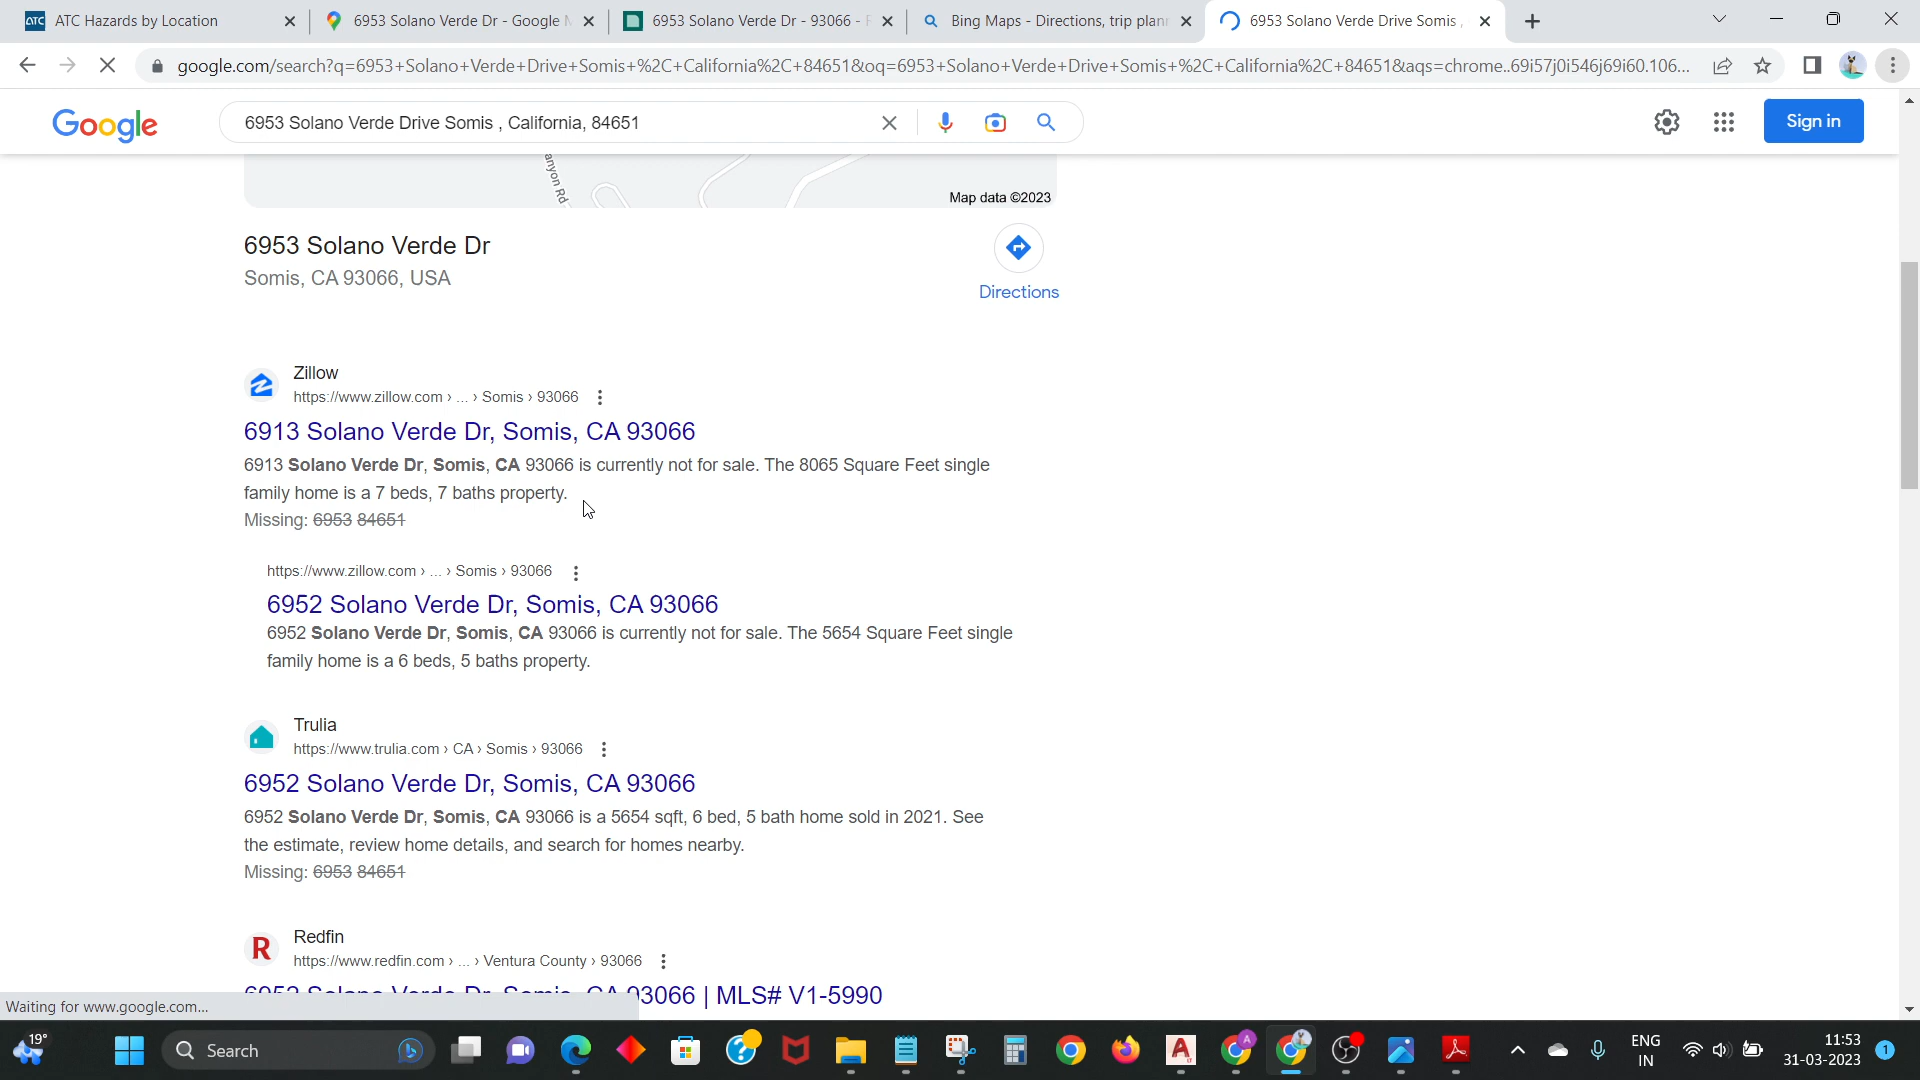 ATC ATC Hazards by Location
6953 Solano Verde Dr - Google
6953 Solano Verde Dr - 93066 -
Bing Maps - Directions, trip plan
6953 Solano Verde Drive Somis ,
google.com/search?q=6953+Solano+Verde+Drive+Somis+%2C+California%2C+84651&oq=6953+Solano+Verde+Drive+Somis+%2C+California%2C+84651&aqs=chrome..69i57j0i546j69i60.106...
Google
6953 Solano Verde Drive Somis , California, 84651
Sign in
anyon Rd
Map data ©2023
6953 Solano Verde Dr
Somis, CA 93066, USA
Directions
Zillow
https://www.zillow.com › ... › Somis › 93066
6913 Solano Verde Dr, Somis, CA 93066
6913 Solano Verde Dr, Somis, CA 93066 is currently not for sale. The 8065 Square Feet single
family home is a 7 beds, 7 baths property.
Missing: 6953 84651
https://www.zillow.com › ... › Somis › 93066
6952 Solano Verde Dr, Somis, CA 93066
6952 Solano Verde Dr, Somis, CA 93066 is currently not for sale. The 5654 Square Feet single
family home is a 6 beds, 5 baths property.
Trulia
https://www.trulia.com › CA › Somis › 93066
6952 Solano Verde Dr, Somis, CA 93066
6952 Solano Verde Dr, Somis, CA 93066 is a 5654 sqft, 6 bed, 5 bath home sold in 2021. See
the estimate, review home details, and search for homes nearby.
Missing: 6953 84651
R
Redfin
https://www.redfin.com › ... › Ventura County › 93066
6952 Solano Verde Dr, Somis, CA 93066 | MLS# V1-5990
Waiting for www.google.com...
19°
Search
A
A
ENG
IN
11:53
31-03-2023
1